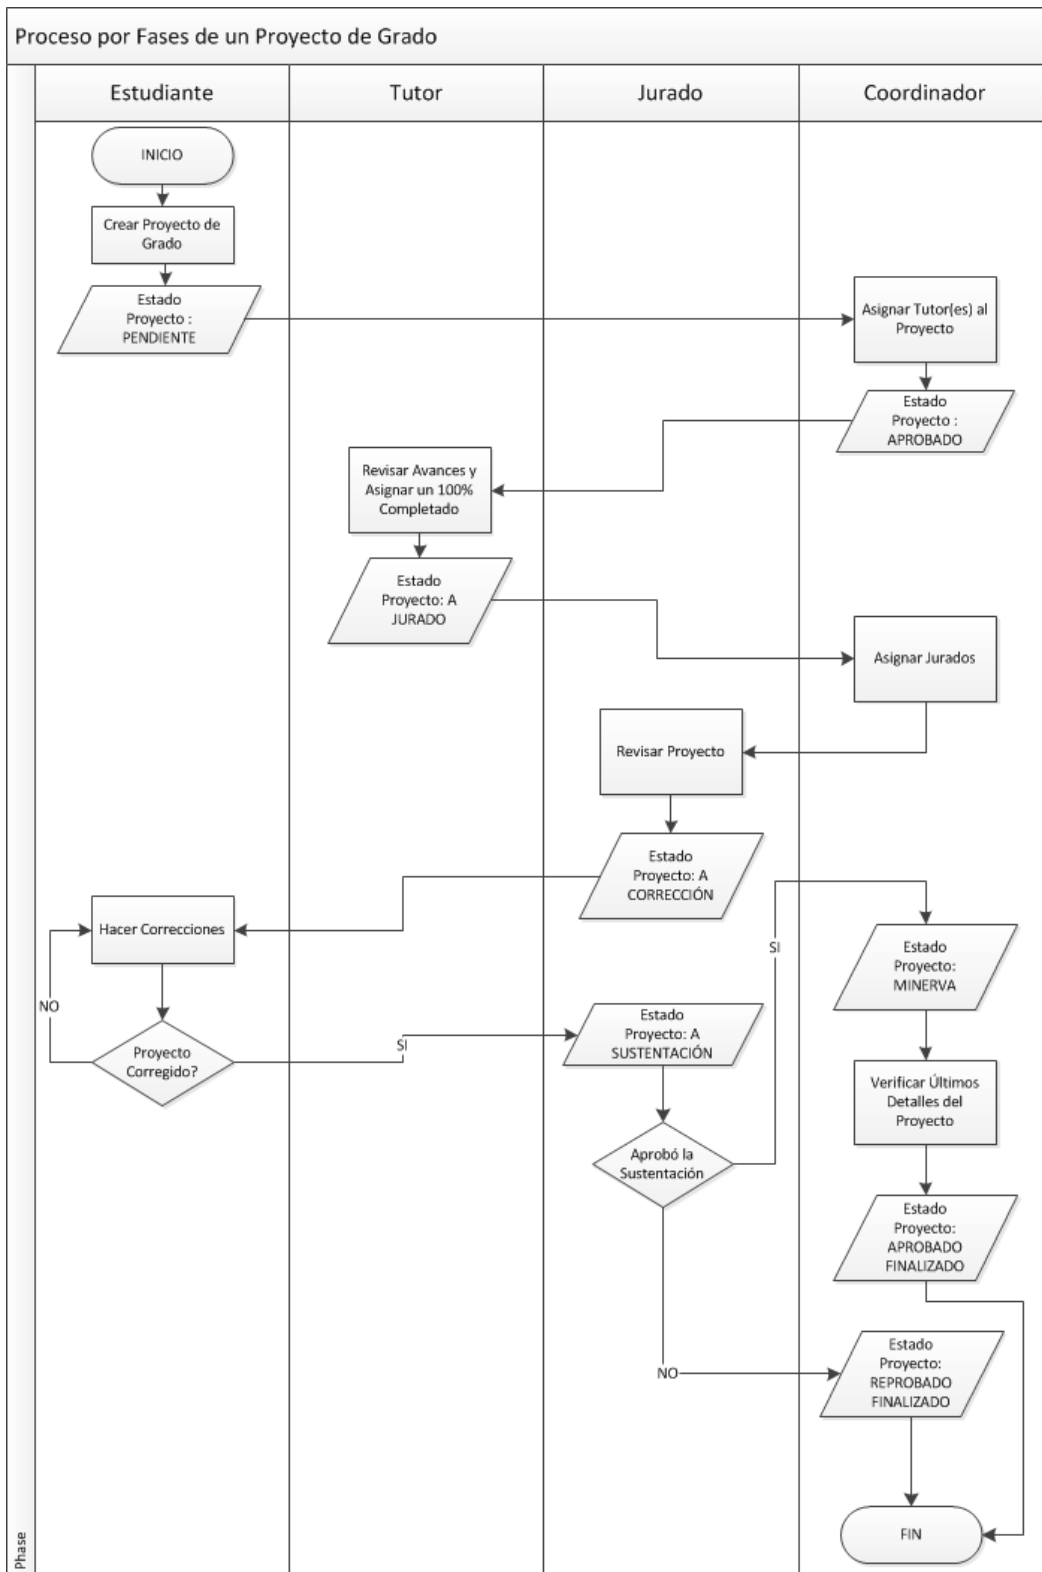 Proceso por Fases de un Proyecto de Grado
Estudiante
Tutor
Jurado
Coordinador
INICIO
Crear Proyecto de
Grado
Estado
Proyecto :
PENDIENTE
Asignar Tutor(es) al
Proyecto
Estado
Proyecto :
APROBADO
Revisar Avances y
Asignar un 100%
Completado
Estado
Proyecto: A
JURADO
Asignar Jurados
Revisar Proyecto
Estado
Proyecto: A
CORRECCIÓN
Hacer Correcciones
NO
Proyecto
Corregido?
SI
Estado
Proyecto: A
SUSTENTACIÓN
Aprobó la
Sustentación
SI
Estado
Proyecto:
MINERVA
Verificar Últimos
Detalles del
Proyecto
Estado
Proyecto:
APROBADO
FINALIZADO
NO
Estado
Proyecto:
REPROBADO
FINALIZADO
FIN
Phase